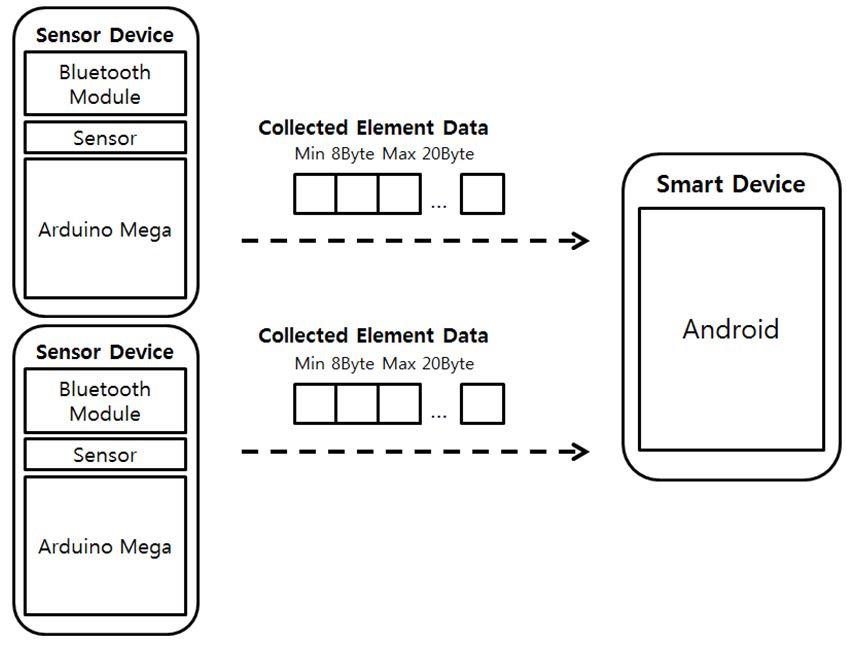 Sensor Device
Bluetooth
Module
Sensor
Arduino Mega
Collected Element Data
Min 8Byte Max 20Byte
...
Sensor Device
Bluetooth
Module
Sensor
Arduino Mega
Collected Element Data
Min 8Byte Max 20Byte
...
Smart Device
Android